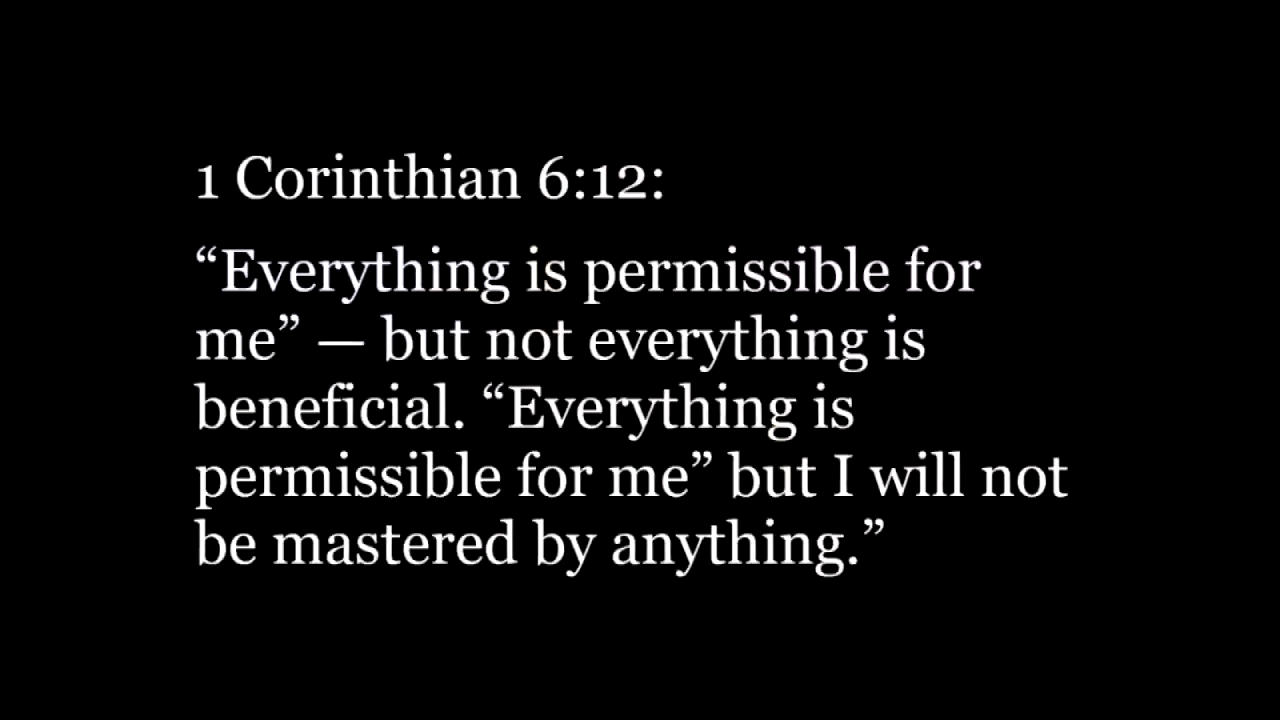 1 Corinthian 6:12:
“Everything is permissible for
me” — but not everything is
beneficial. “Everything is
permissible for me” but I will not
be mastered by anything.”